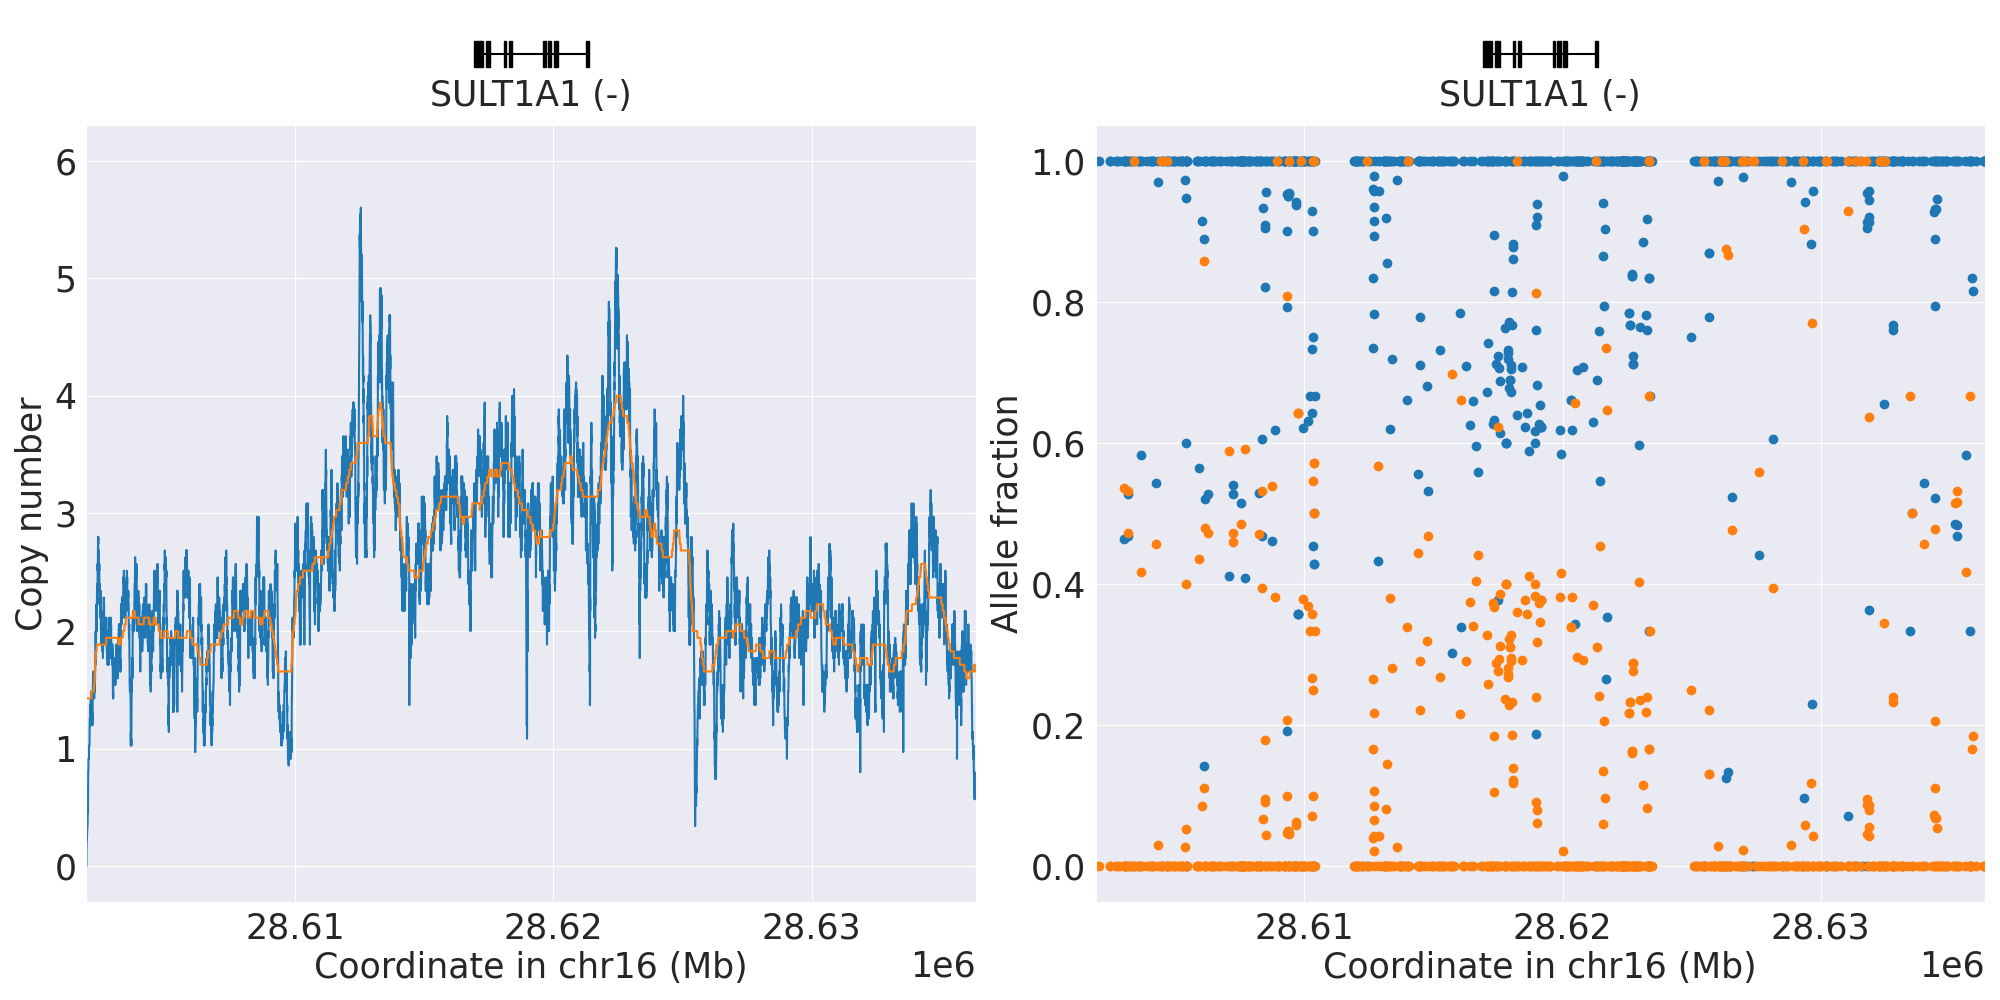 SULT1A1 (-)
Copy number
6
5
4
3
2
1
0
28.61
28.62
28.63
Coordinate in chr16 (Mb)
1e6
SULT1A1 (-)
Allele fraction
1.0
0.8
0.6
0.4
0.2
0.0
28.61
28.62
28.63
Coordinate in chr16 (Mb)
1e6